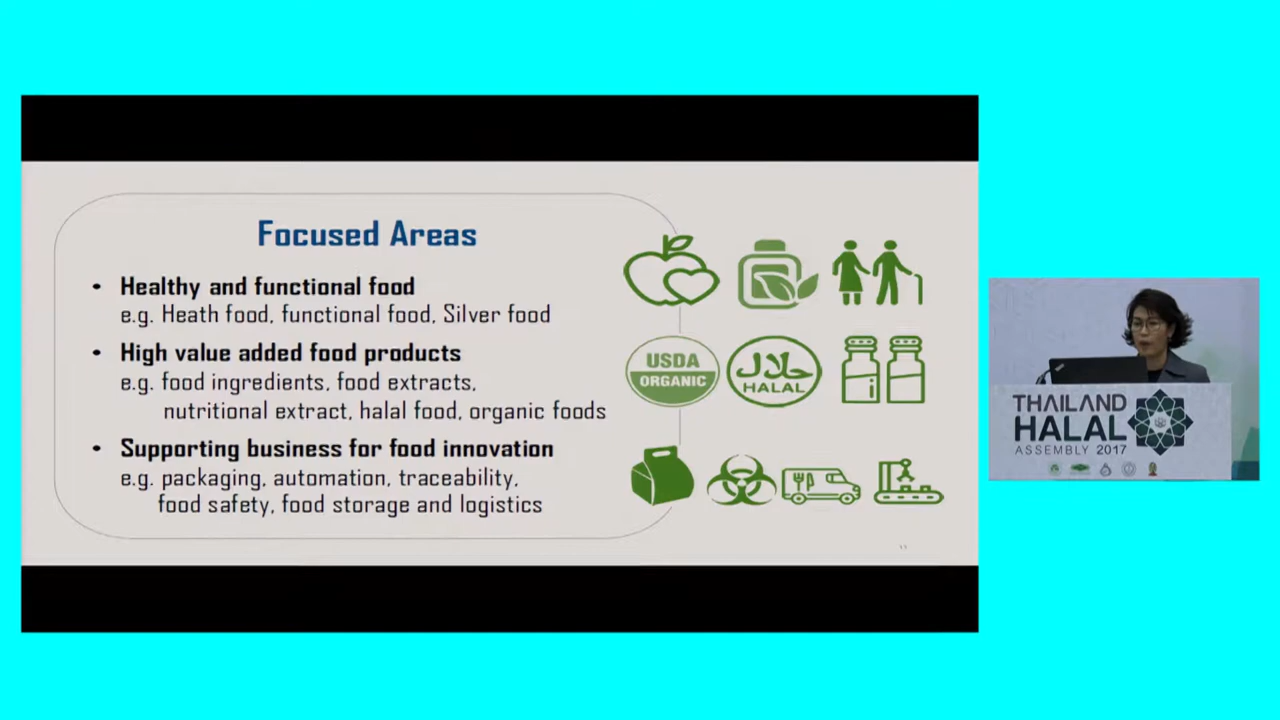 Focused Areas
• Healthy and functional food
e.g. Heath food, functional food, Silver food
• High value added food products
e.g. food ingredients, food extracts,
nutritional extract, halal food, organic foods
• Supporting business for food innovation
e.g. packaging, automation, traceability,
food safety, food storage and logistics
USDA
ORGANIC
حلال
HALAL
THAILAND
HALAL
ASSEMBLY 2017